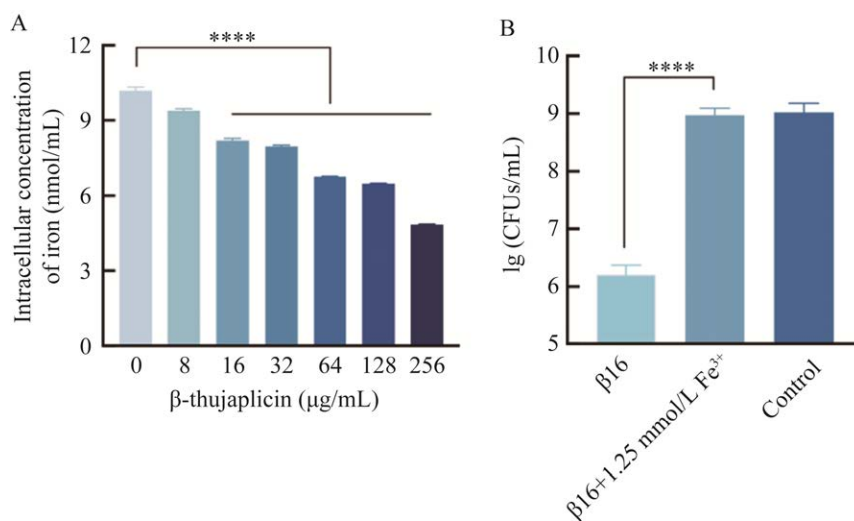 A
Intracellular concentration
of iron (nmol/mL)
12
9
6
3
0
****
0 8 16 32 64 128 256
β-thujaplicin (μg/mL)
B
lg (CFUs/mL)
10
9
8
7
6
5
****
β16
β16+1.25 mmol/L Fe³⁺
Control